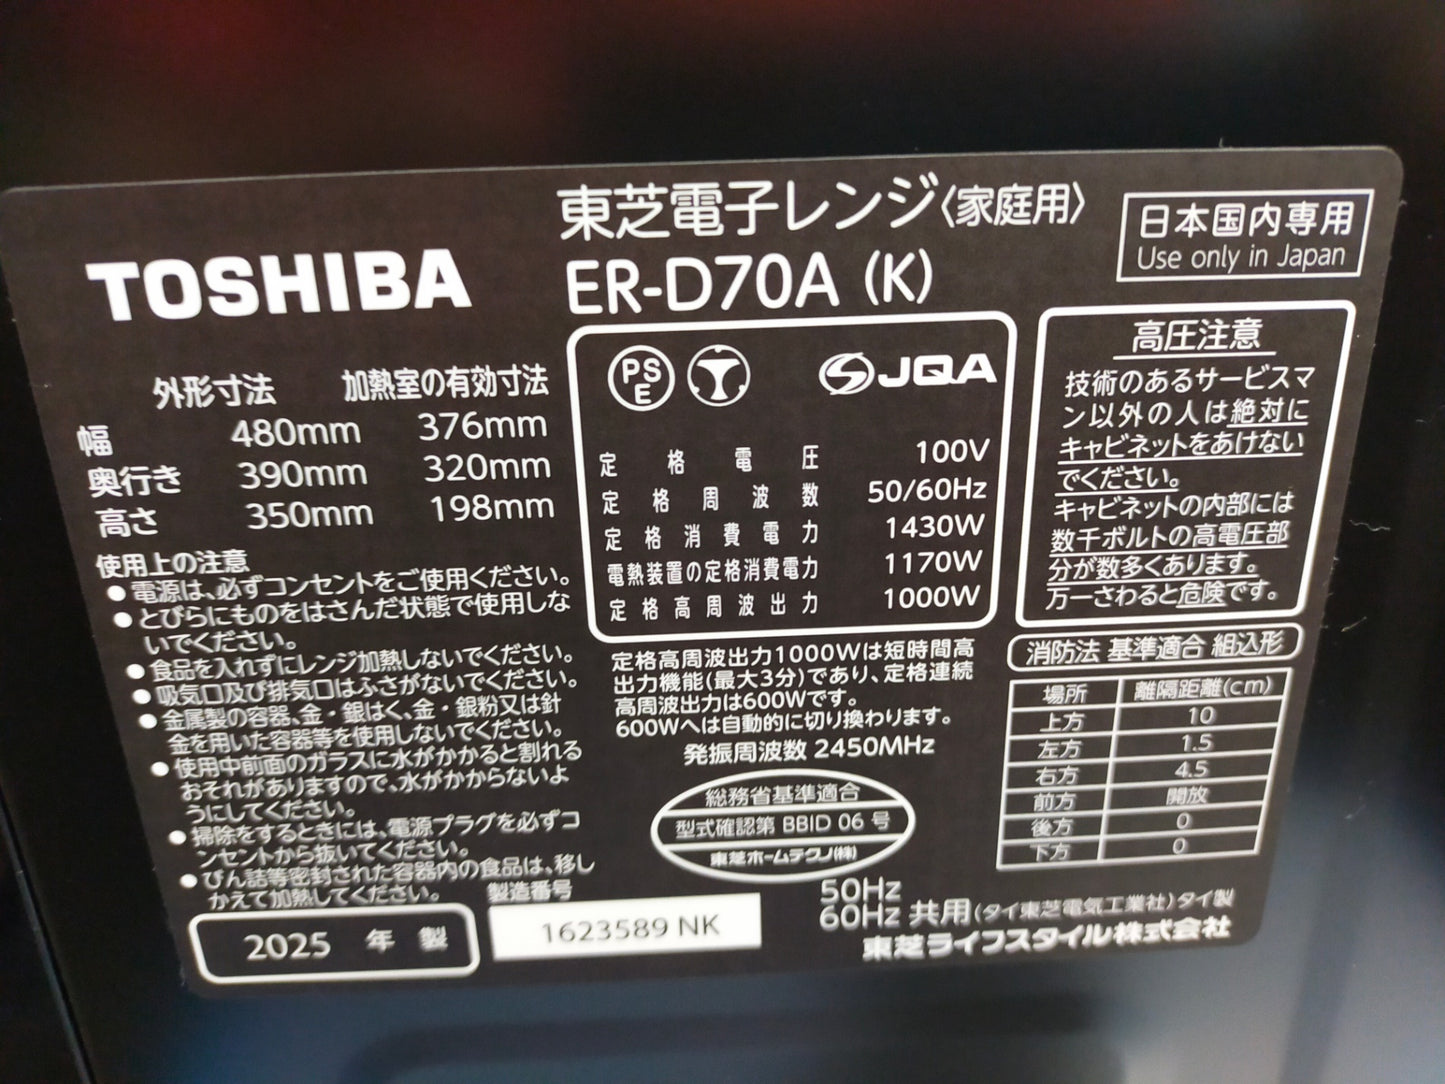 東芝電子レンジ〈家庭用〉
ER-D70A (K)
日本国内専用
Use only in Japan
TOSHIBA
外形寸法 加熱室の有効寸法
幅 480mm 376mm
奥行き 390mm 320mm
高さ 350mm 198mm
使用上の注意
●電源は、必ずコンセントをご使用ください。
●とびらにものをはさんだ状態で使用しな
いでください。
●食品を入れずにレンジ加熱しないでください。
●吸気口及び排気口はふさがないでください。
●金属製の容器、金・銀はく、金・銀粉又は針
金を用いた容器等を使用しないでください。
●使用中前面のガラスに水がかかると割れる
おそれがありますので、水がかからないよ
うにしてください。
●掃除をするときには、電源プラグを必ずコ
ンセントから抜いてください。
●びん詰等密封された容器内の食品は、移し
かえて加熱してください。
2025 年 製
製造番号
1623589 NK
PS
E
JQA
定格電圧 100V
定格周波数 50/60Hz
定格消費電力 1430W
電熱装置の定格消費電力 1170W
定格高周波出力 1000W
定格高周波出力1000Wは短時間高
出力機能(最大3分)であり、定格連続
高周波出力は600Wです。
600Wへは自動的に切り換わります。
発振周波数 2450MHz
総務省基準適合
型式確認第 BBID 06 号
東芝ホームテクノ(株)
高圧注意
技術のあるサービスマ
ン以外の人は絶対に
キャビネットをあけない
でください。
キャビネットの内部には
数千ボルトの高電圧部
分が数多くあります。
万一さわると危険です。
消防法 基準適合 組込形
場所 離隔距離(cm)
上方 10
左方 1.5
右方 4.5
前方 開放
後方 0
下方 0
50Hz
60Hz 共用(タイ東芝電気工業社)タイ製
東芝ライフスタイル株式会社